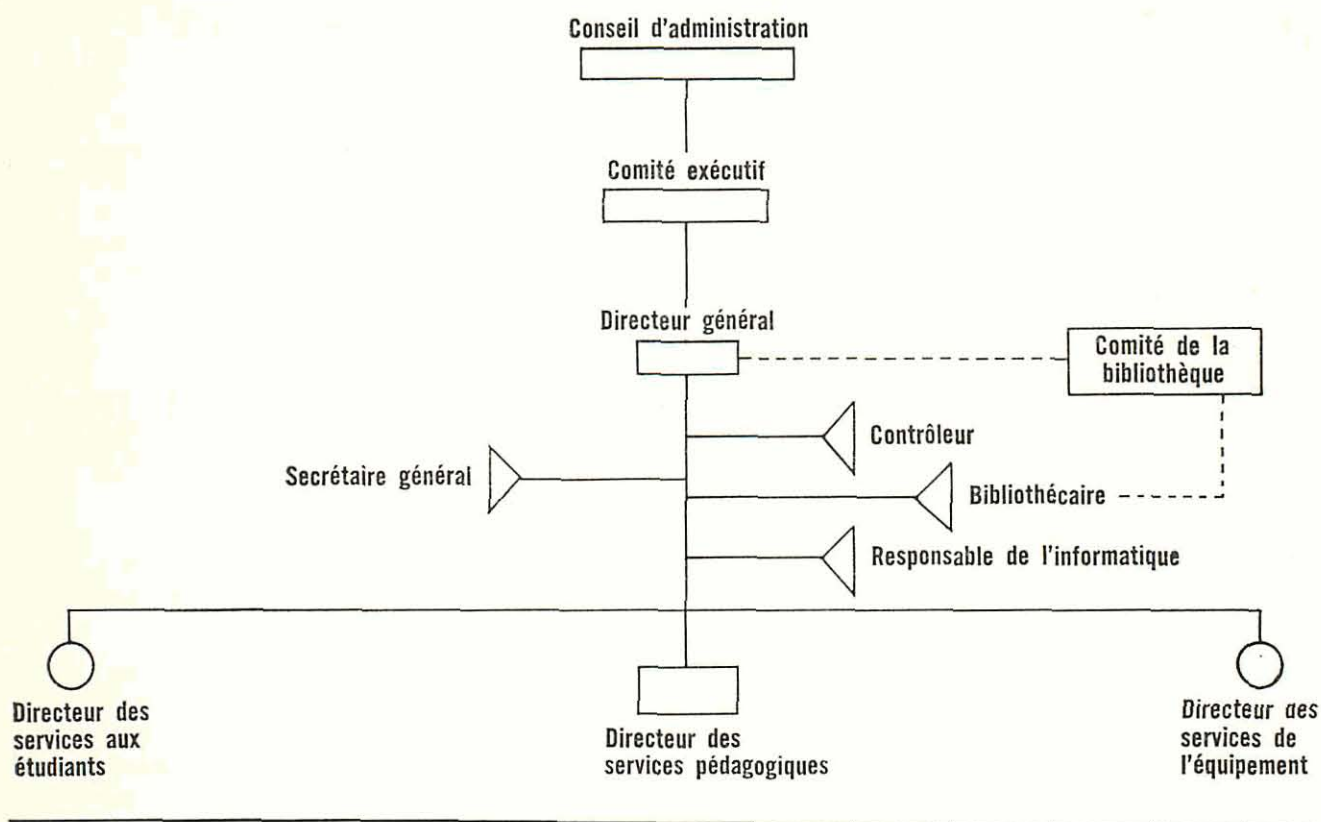 Conseil d'administration
Comité exécutif
Directeur général
Comité de la
bibliothèque
Contrôleur
Secrétaire général
Bibliothécaire
Responsable de l'informatique
Directeur des
services aux
étudiants
Directeur des
services pédagogiques
Directeur des
services de
l'équipement